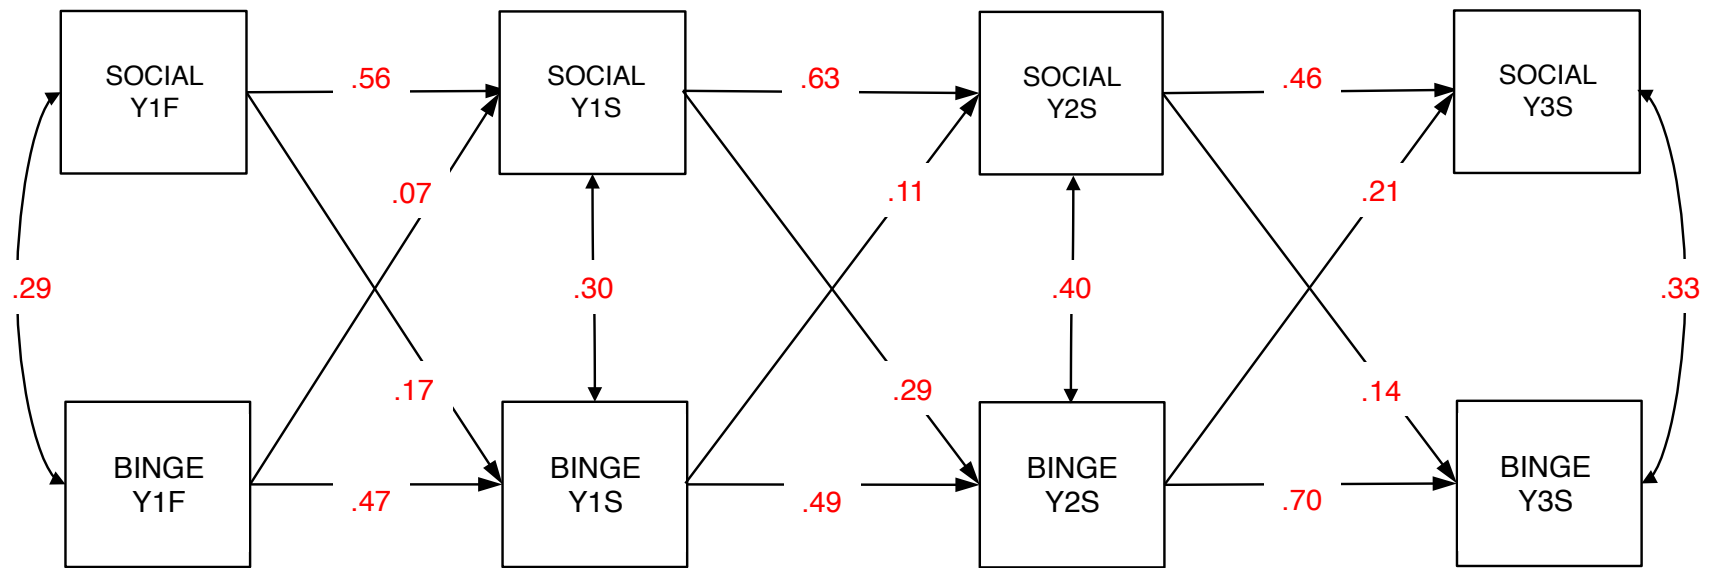 SOCIAL
Y1F
.56
SOCIAL
Y1S
.63
SOCIAL
Y2S
.46
SOCIAL
Y3S
.07
.11
.21
.29
.30
.40
.33
.17
.29
.14
BINGE
Y1F
.47
BINGE
Y1S
.49
BINGE
Y2S
.70
BINGE
Y3S